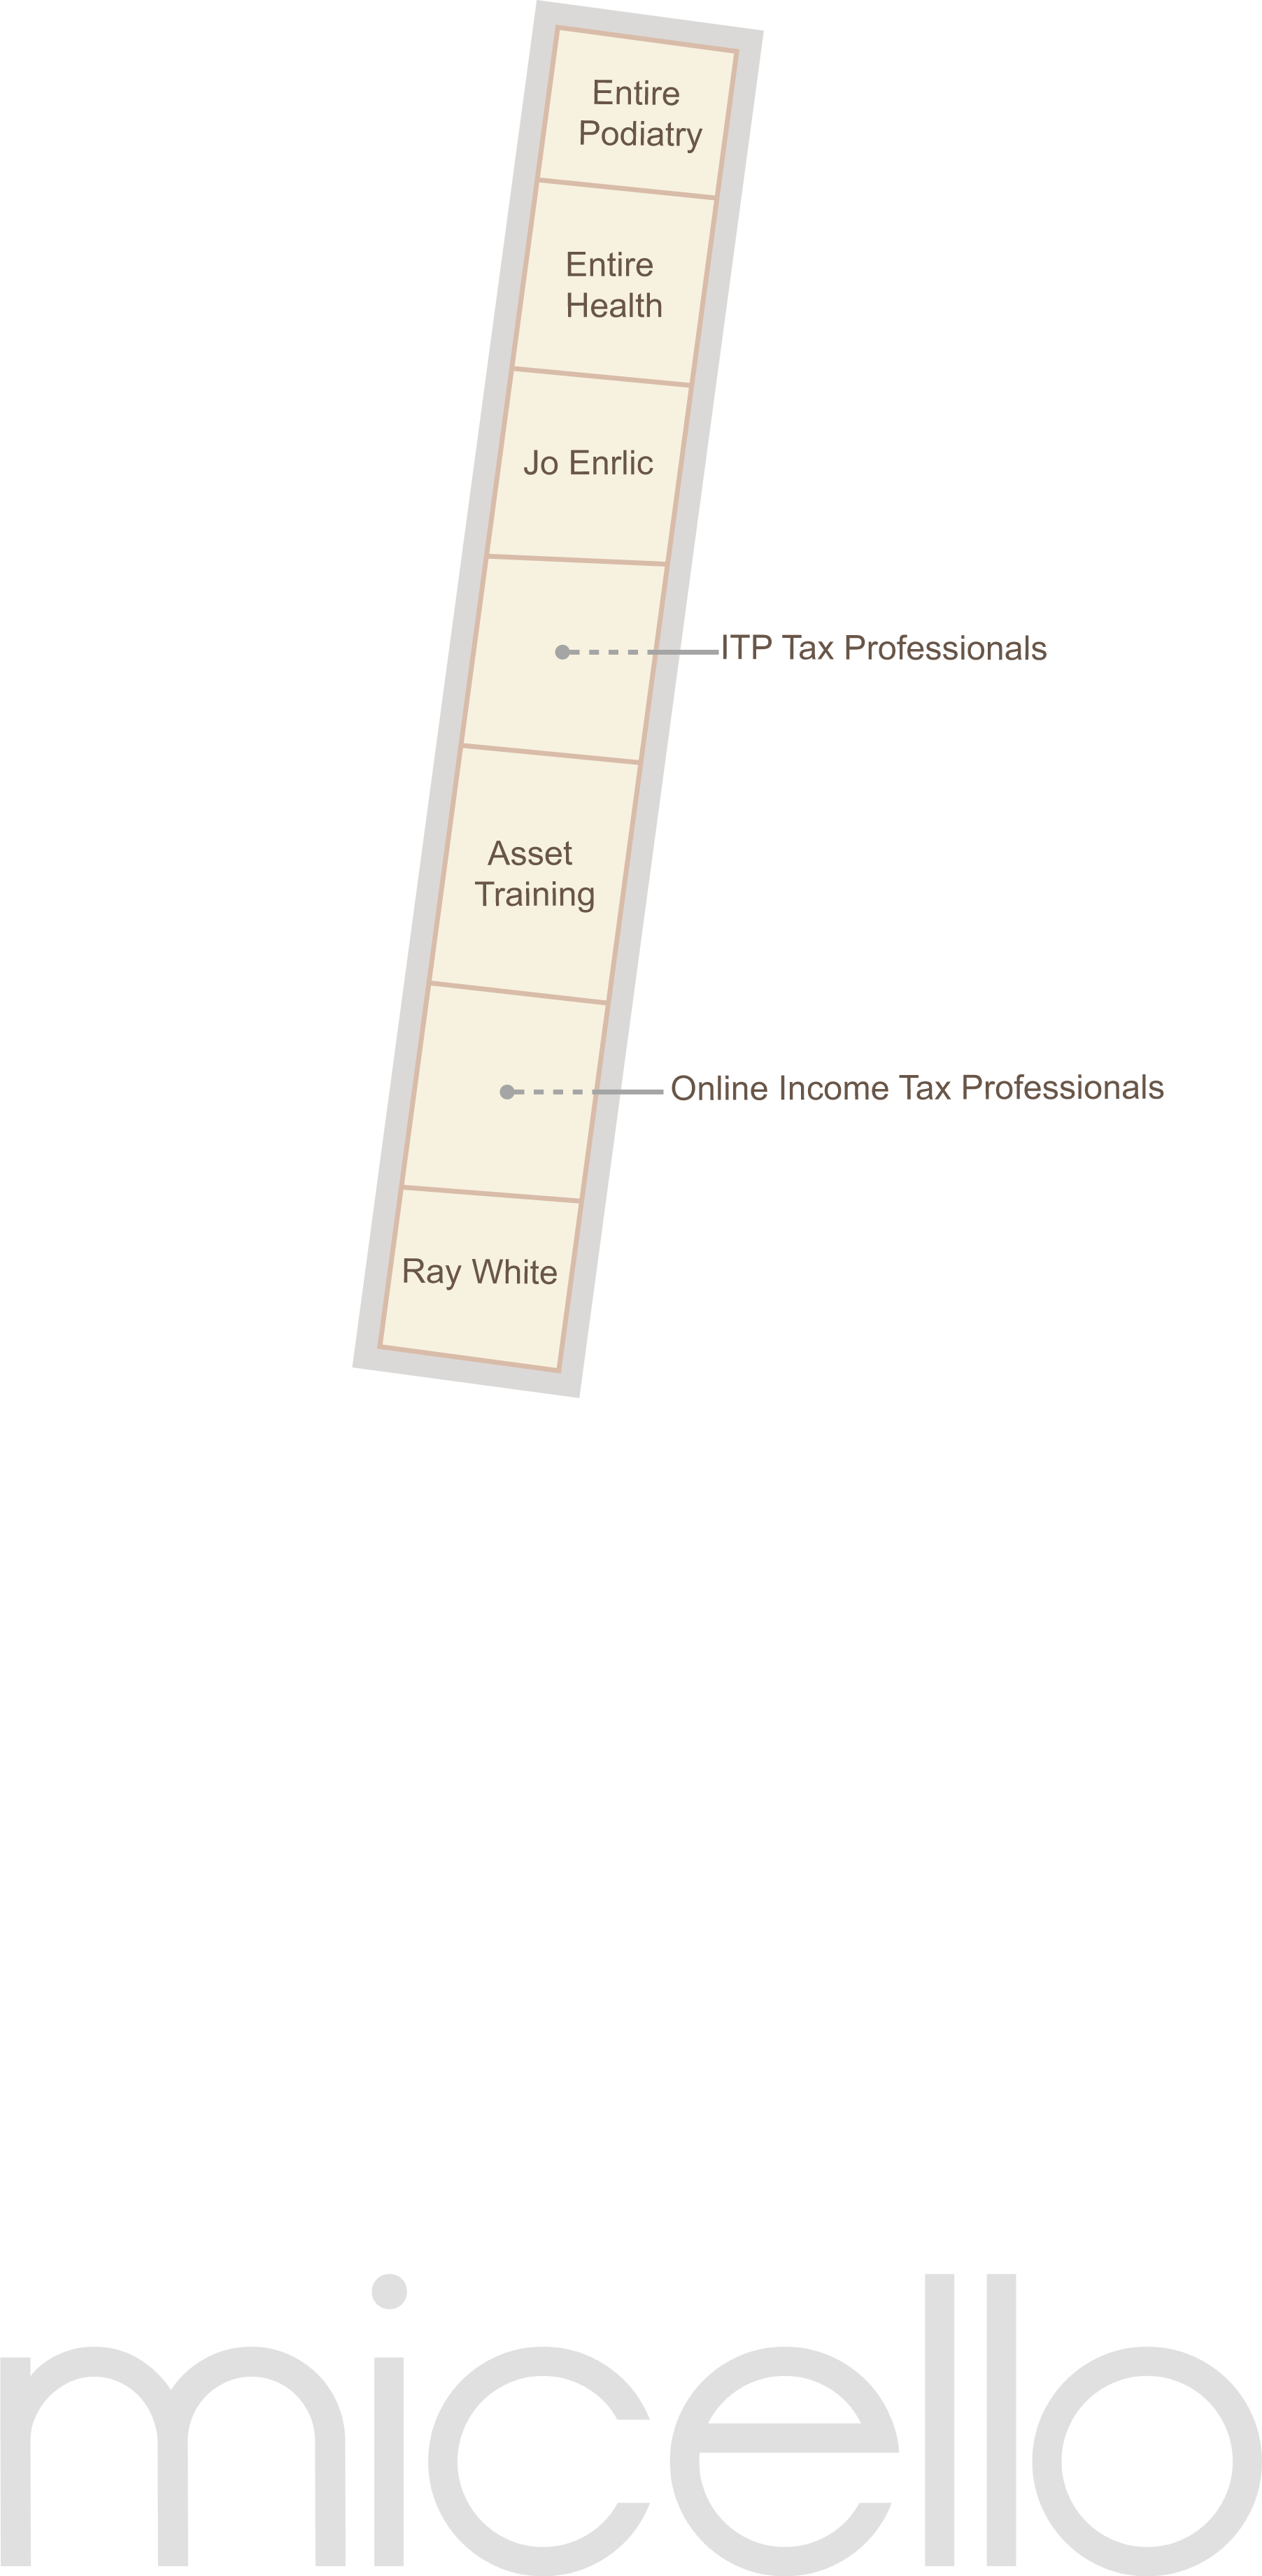 Entire
Podiatry
Entire
Health
Jo Enrlic
ITP Tax Professionals
Asset
Training
Online Income Tax Professionals
Ray White
micello